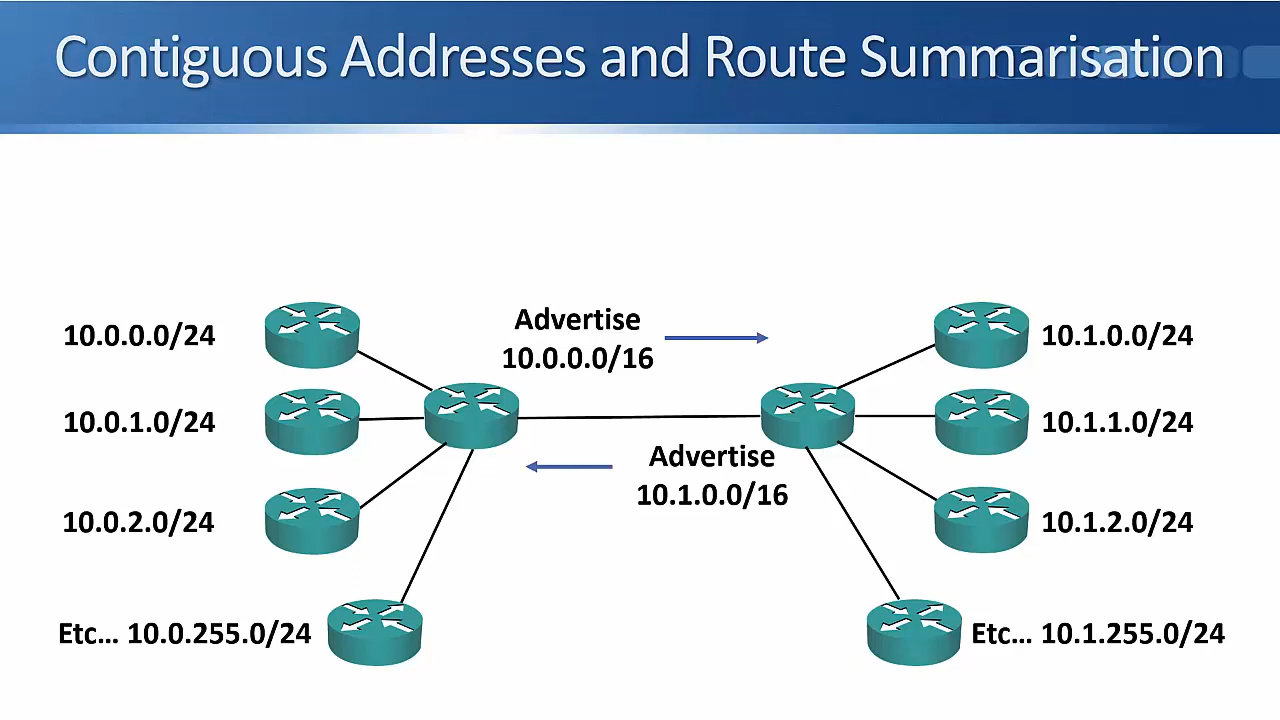 Contiguous Addresses and Route Summarisation
Advertise
10.0.0.0/16
10.0.0.0/24
10.1.0.0/24
10.0.1.0/24
10.1.1.0/24
Advertise
10.1.0.0/16
10.0.2.0/24
10.1.2.0/24
Etc... 10.0.255.0/24
Etc... 10.1.255.0/24